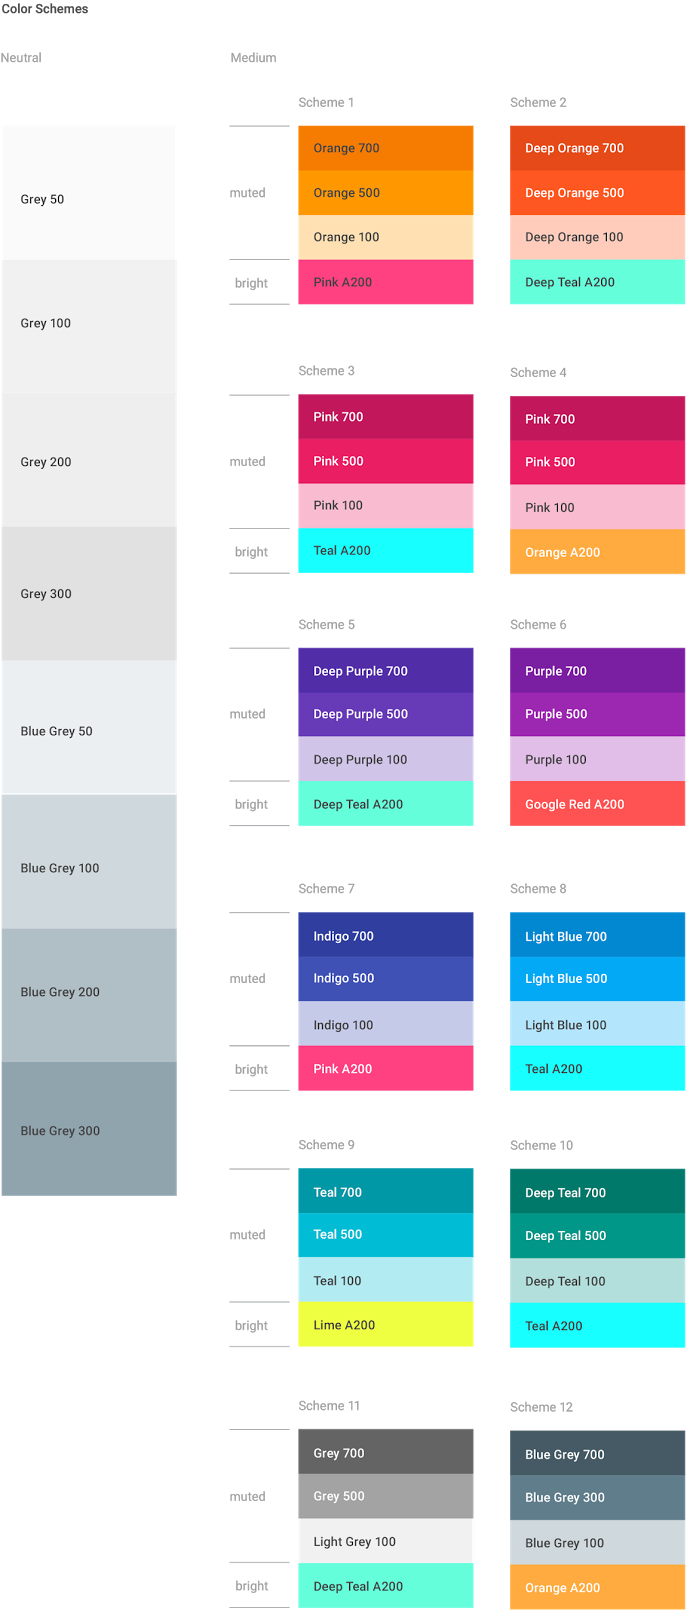 Color Schemes
Neutral
Grey 50
Grey 100
Grey 200
Grey 300
Blue Grey 50
Blue Grey 100
Blue Grey 200
Blue Grey 300
Medium
Scheme 1
muted
Orange 700
Orange 500
Orange 100
bright
Pink A200
Scheme 2
Deep Orange 700
Deep Orange 500
Deep Orange 100
Deep Teal A200
Scheme 3
muted
Pink 700
Pink 500
Pink 100
bright
Teal A200
Scheme 4
Pink 700
Pink 500
Pink 100
Orange A200
Scheme 5
muted
Deep Purple 700
Deep Purple 500
Deep Purple 100
bright
Deep Teal A200
Scheme 6
Purple 700
Purple 500
Purple 100
Google Red A200
Scheme 7
muted
Indigo 700
Indigo 500
Indigo 100
bright
Pink A200
Scheme 8
Light Blue 700
Light Blue 500
Light Blue 100
Teal A200
Scheme 9
muted
Teal 700
Teal 500
Teal 100
bright
Lime A200
Scheme 10
Deep Teal 700
Deep Teal 500
Deep Teal 100
Teal A200
Scheme 11
muted
Grey 700
Grey 500
Light Grey 100
bright
Deep Teal A200
Scheme 12
Blue Grey 700
Blue Grey 300
Blue Grey 100
Orange A200